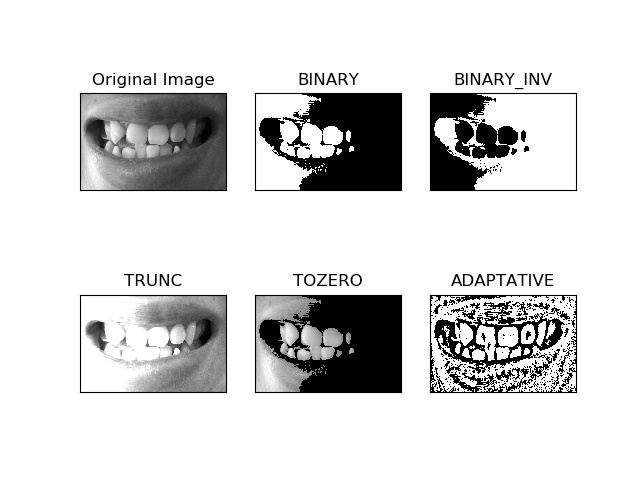 Original Image
BINARY
BINARY_INV
TRUNC
TOZERO
ADAPTATIVE